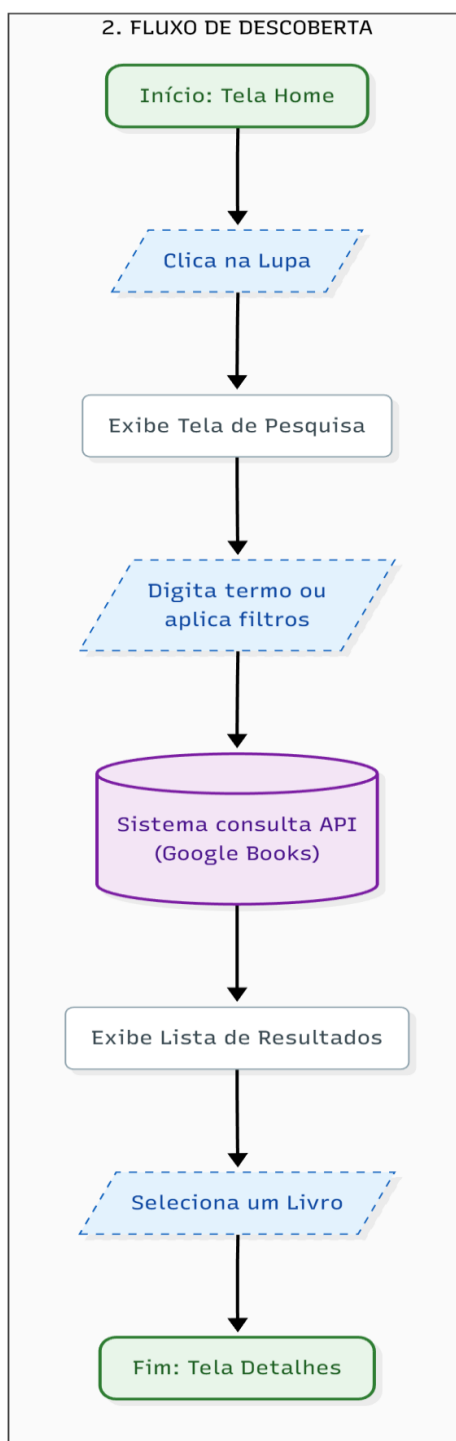 2. FLUXO DE DESCOBERTA
Início: Tela Home
Clica na Lupa
Exibe Tela de Pesquisa
Digita termo ou
aplica filtros
Sistema consulta API
(Google Books)
Exibe Lista de Resultados
Seleciona um Livro
Fim: Tela Detalhes